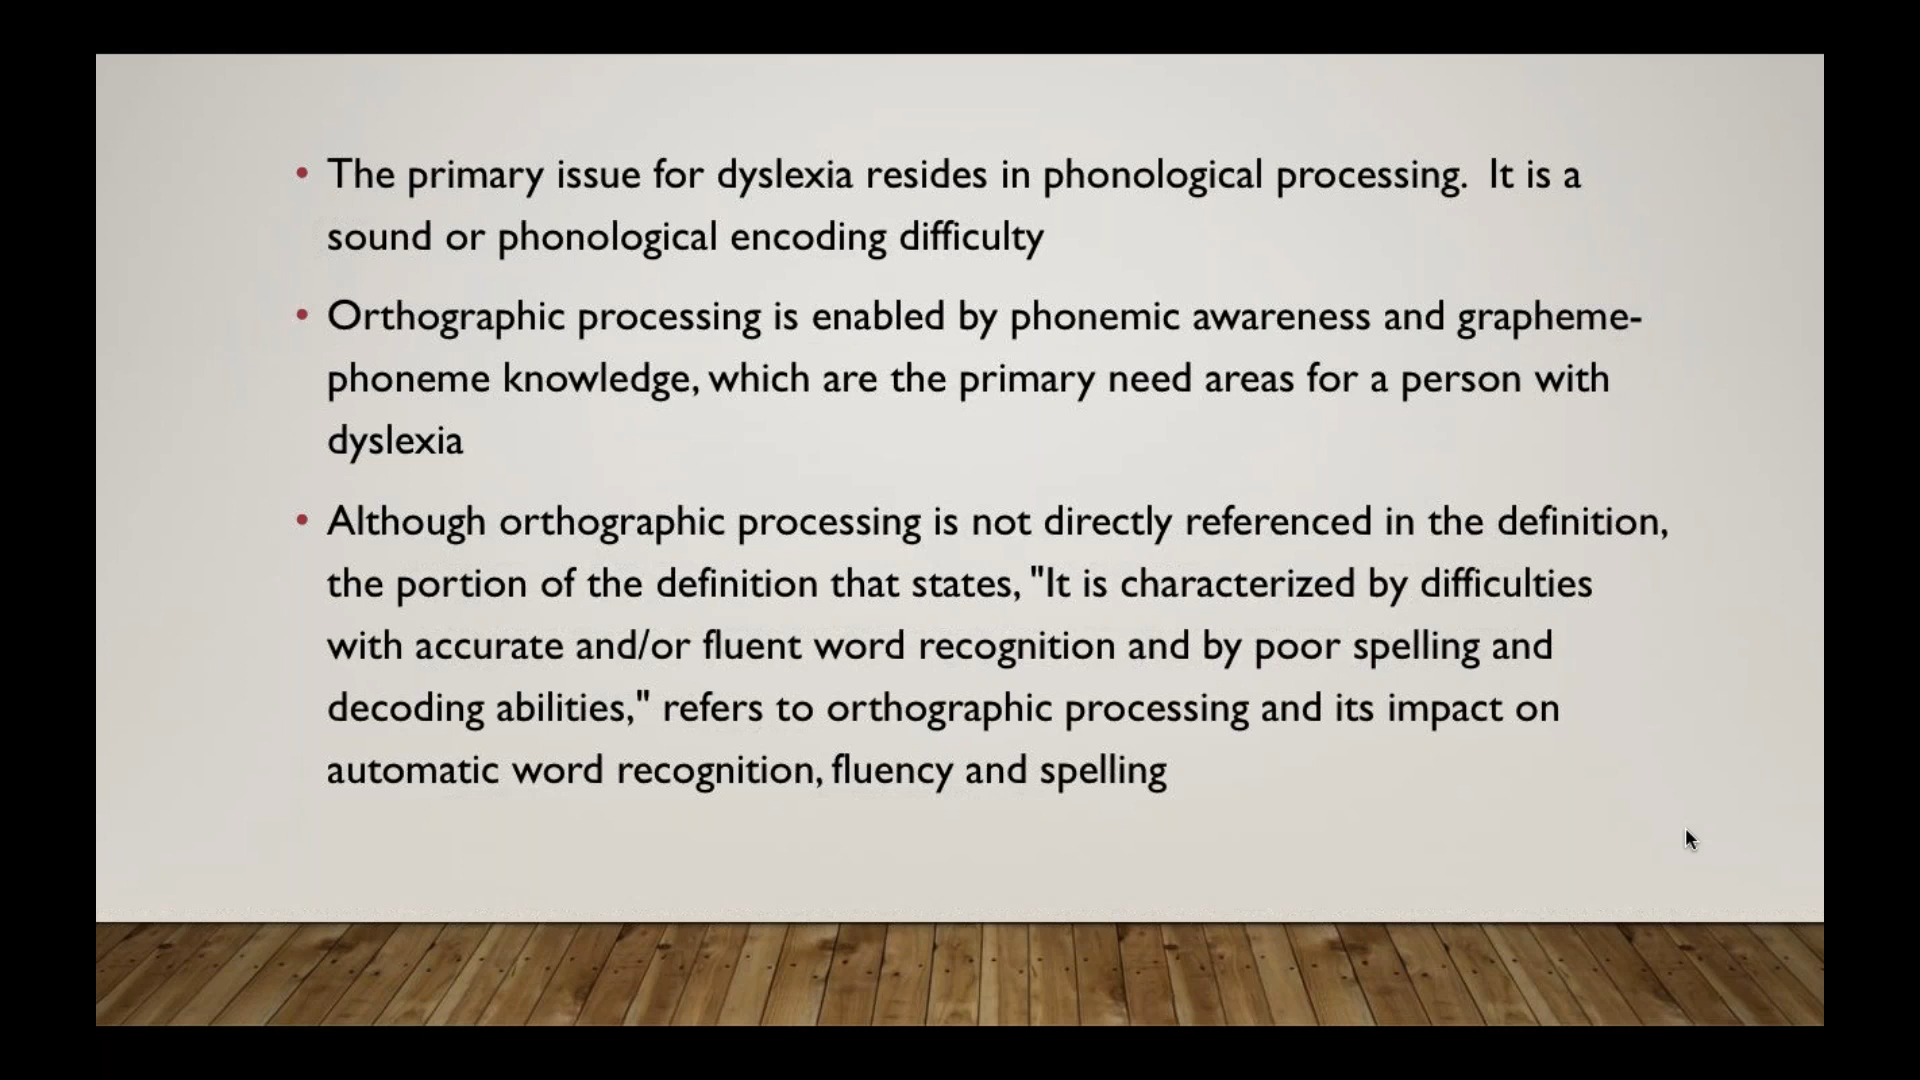 • The primary issue for dyslexia resides in phonological processing.  It is a
sound or phonological encoding difficulty
• Orthographic processing is enabled by phonemic awareness and grapheme-
phoneme knowledge, which are the primary need areas for a person with
dyslexia
• Although orthographic processing is not directly referenced in the definition,
the portion of the definition that states, "It is characterized by difficulties
with accurate and/or fluent word recognition and by poor spelling and
decoding abilities," refers to orthographic processing and its impact on
automatic word recognition, fluency and spelling